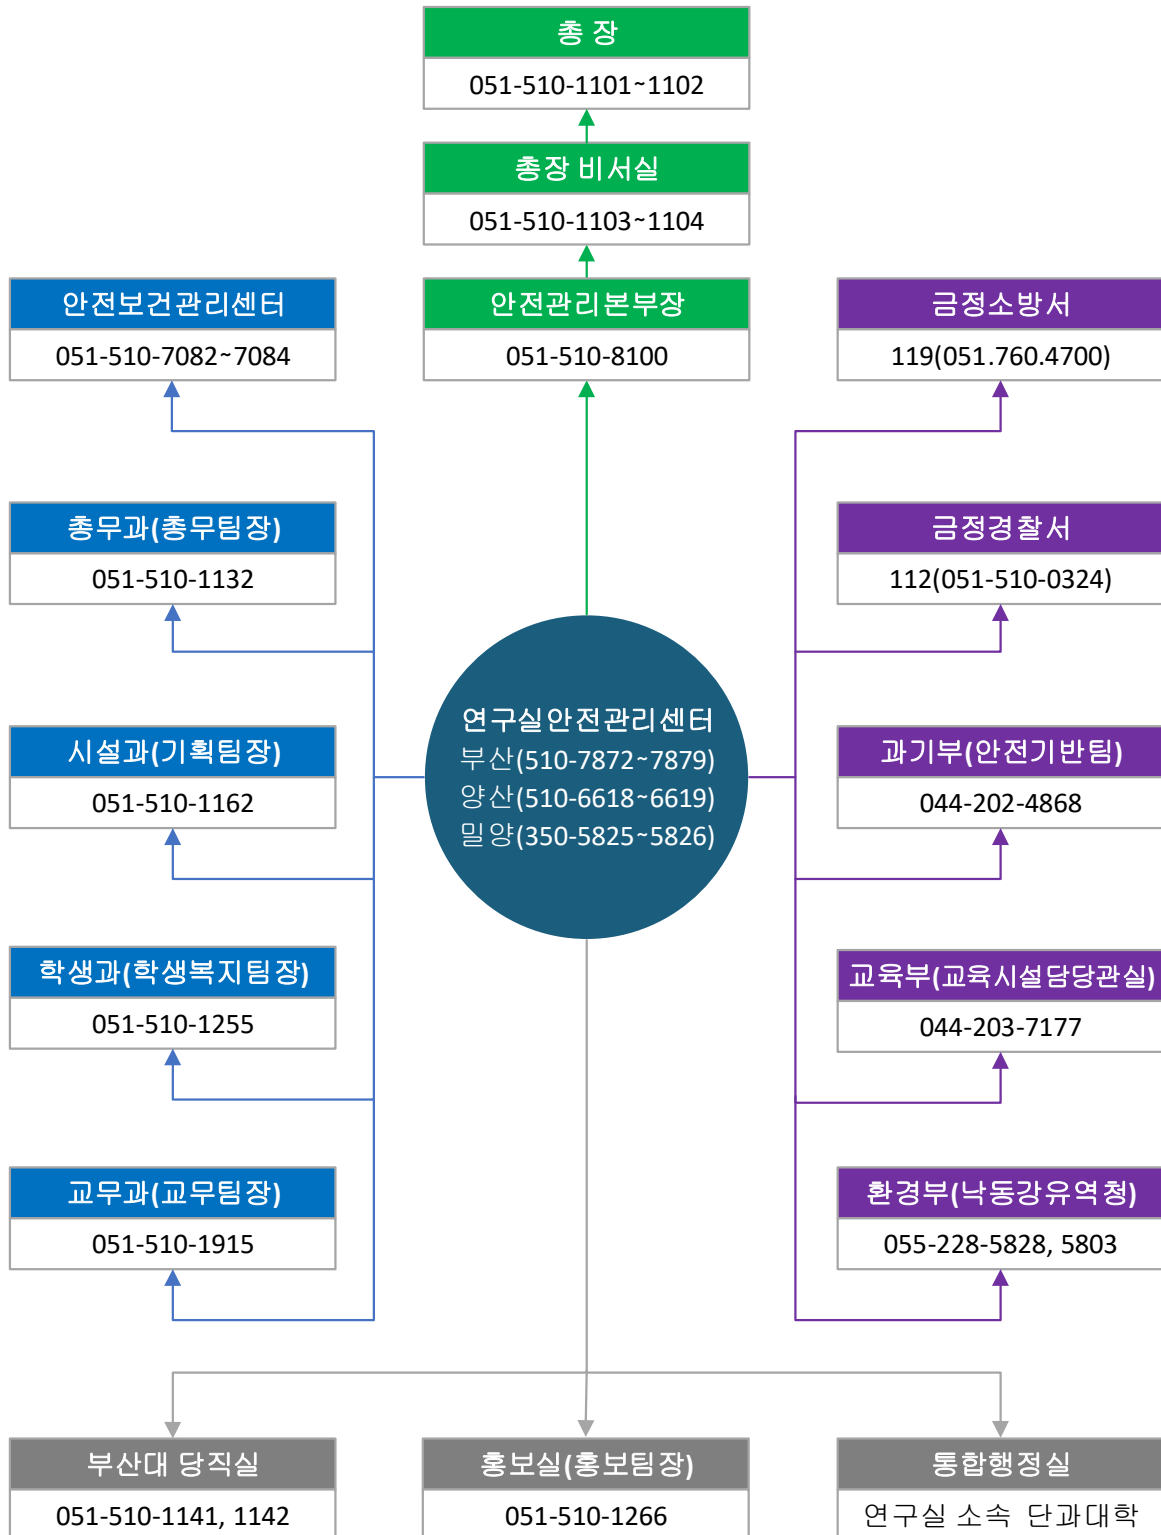 총 장
051-510-1101~1102
총장 비서실
051-510-1103~1104
안전보건관리센터
051-510-7082~7084
안전관리본부장
051-510-8100
금정소방서
119(051.760.4700)
총무과(총무팀장)
051-510-1132
금정경찰서
112(051-510-0324)
연구실안전관리센터
부산(510-7872~7879)
양산(510-6618~6619)
밀양(350-5825~5826)
시설과(기획팀장)
051-510-1162
과기부(안전기반팀)
044-202-4868
학생과(학생복지팀장)
051-510-1255
교육부(교육시설담당관실)
044-203-7177
교무과(교무팀장)
051-510-1915
환경부(낙동강유역청)
055-228-5828, 5803
부산대 당직실
051-510-1141, 1142
홍보실(홍보팀장)
051-510-1266
통합행정실
연구실 소속 단과대학